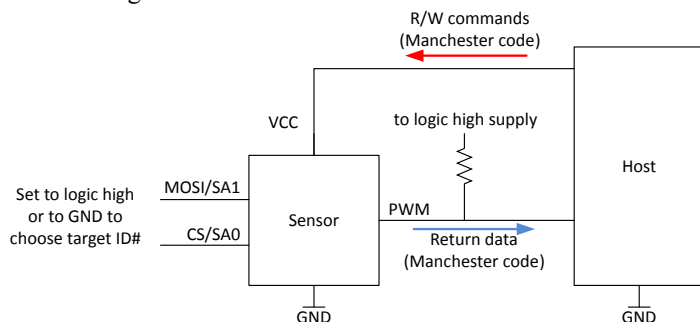 R/W commands
(Manchester code)
VCC
to logic high supply
Host
Set to logic high
or to GND to
choose target ID#
MOSI/SA1
CS/SA0
Sensor
PWM
Return data
(Manchester code)
GND
GND